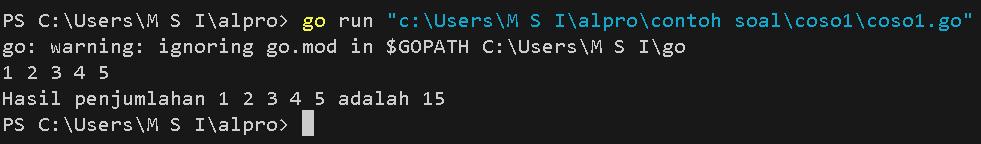 PS C:\Users\M S I\alpro> go run "c:\Users\M S I\alpro\contoh soal\coso1\coso1.go"
go: warning: ignoring go.mod in $GOPATH C:\Users\M S I\go
1 2 3 4 5
Hasil penjumlahan 1 2 3 4 5 adalah 15
PS C:\Users\M S I\alpro>